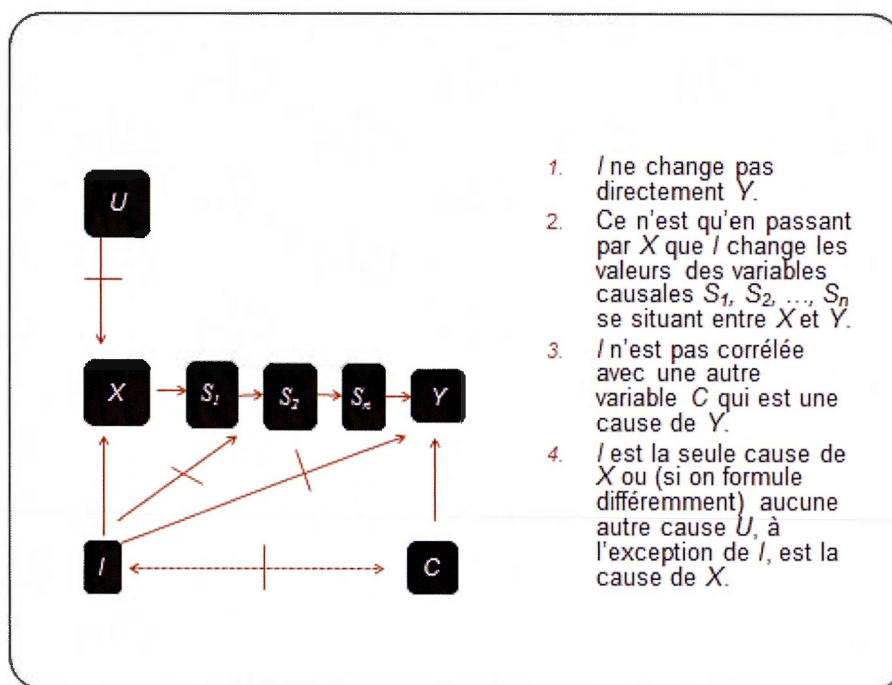 U
X S₁ S₂ Sₙ Y
I C
1. I ne change pas
directement Y.
2. Ce n'est qu'en passant
par X que I change les
valeurs des variables
causales S₁, S₂, ..., Sₙ
se situant entre X et Y.
3. I n'est pas corrélée
avec une autre
variable C qui est une
cause de Y.
4. I est la seule cause de
X ou (si on formule
différemment) aucune
autre cause U, à
l'exception de I, est la
cause de X.